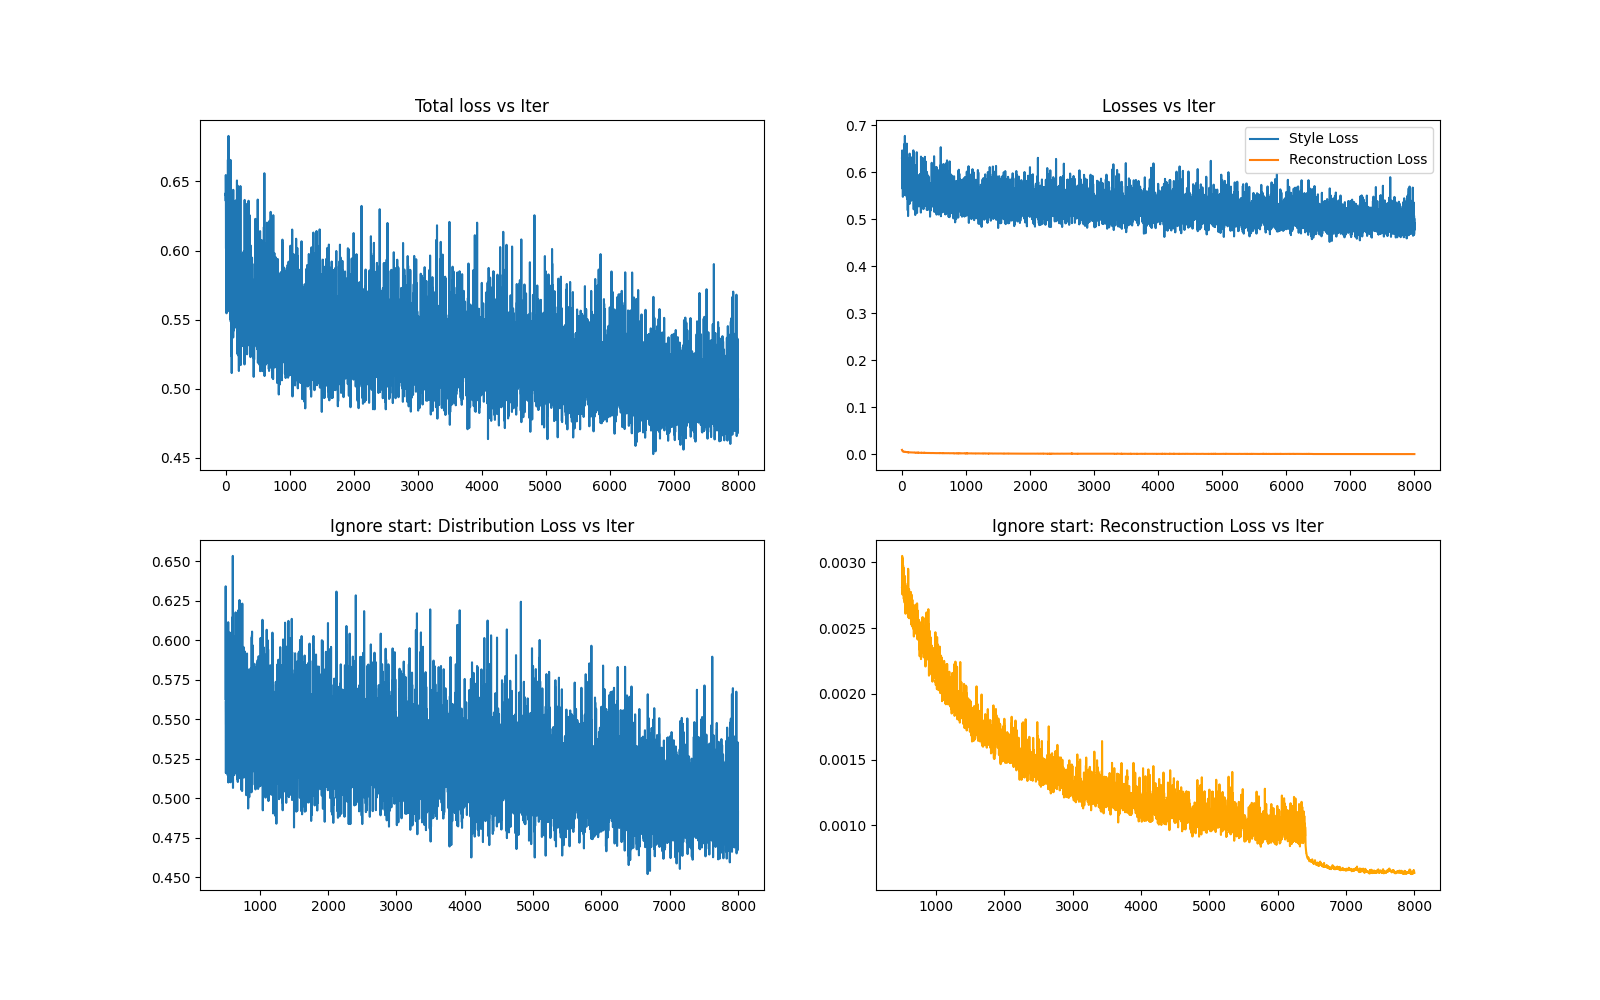 Total loss vs Iter
0.65
0.60
0.55
0.50
0.45
0 1000 2000 3000 4000 5000 6000 7000 8000
Losses vs Iter
0.7
0.6
0.5
0.4
0.3
0.2
0.1
0.0
Style Loss
Reconstruction Loss
0 1000 2000 3000 4000 5000 6000 7000 8000
Ignore start: Distribution Loss vs Iter
0.650
0.625
0.600
0.575
0.550
0.525
0.500
0.475
0.450
1000 2000 3000 4000 5000 6000 7000 8000
Ignore start: Reconstruction Loss vs Iter
0.0030
0.0025
0.0020
0.0015
0.0010
1000 2000 3000 4000 5000 6000 7000 8000